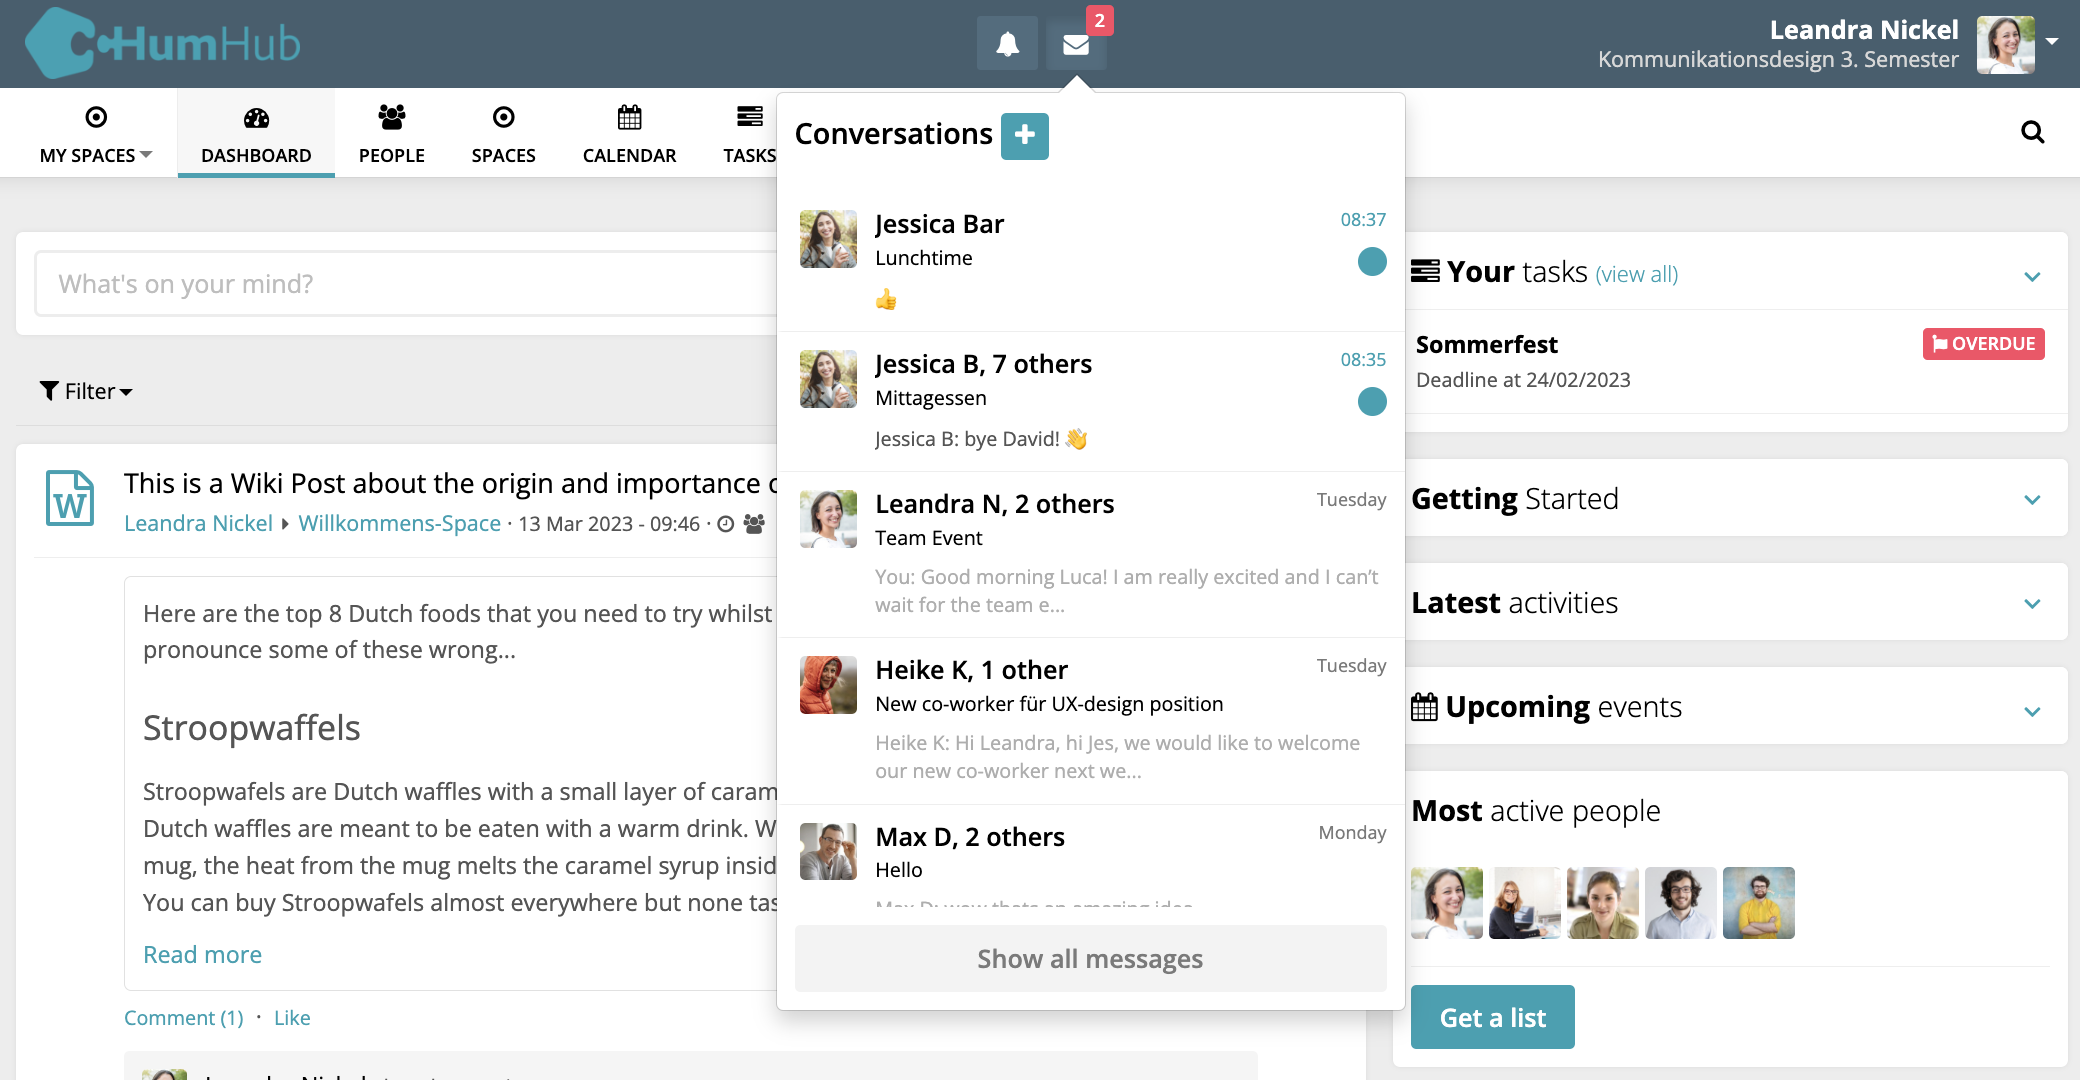 HumHub
2
Leandra Nickel
Kommunikationsdesign 3. Semester
MY SPACES
DASHBOARD
PEOPLE
SPACES
CALENDAR
TASKS
What's on your mind?
Filter
This is a Wiki Post about the origin and importance
Leandra Nickel Willkommens-Space · 13 Mar 2023 - 09:46 ·
W
Here are the top 8 Dutch foods that you need to try whilst
pronounce some of these wrong...
Stroopwaffels
Stroopwafels are Dutch waffles with a small layer of caram
Dutch waffles are meant to be eaten with a warm drink. W
mug, the heat from the mug melts the caramel syrup insid
You can buy Stroopwafels almost everywhere but none tas
Read more
Comment (1) · Like
Conversations
Jessica Bar
08:37
Lunchtime
👍
Jessica B, 7 others
08:35
Mittagessen
Jessica B: bye David! 👋
Leandra N, 2 others
Tuesday
Team Event
You: Good morning Luca! I am really excited and I can't
wait for the team e...
Heike K, 1 other
Tuesday
New co-worker für UX-design position
Heike K: Hi Leandra, hi Jes, we would like to welcome
our new co-worker next we...
Max D, 2 others
Monday
Hello
Max D: wow thats an amazing idea
Show all messages
Your tasks (view all)
Sommerfest
OVERDUE
Deadline at 24/02/2023
Getting Started
Latest activities
Upcoming events
Most active people
Get a list